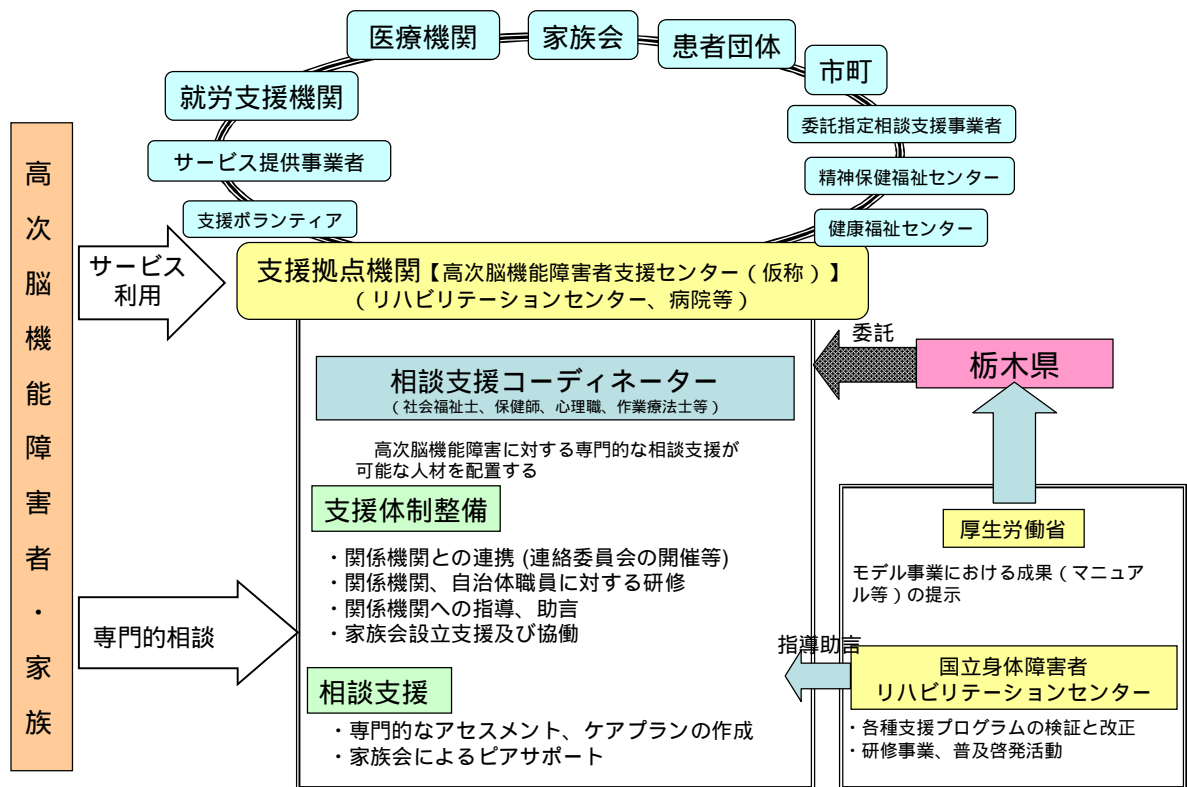 医療機関
家族会
患者団体
市町
就労支援機関
委託指定相談支援事業者
サービス提供事業者
精神保健福祉センター
支援ボランティア
健康福祉センター
高次脳機能障害者・家族
サービス
利用
支援拠点機関【高次脳機能障害者支援センター（仮称）】
（リハビリテーションセンター、病院等）
委託
栃木県
相談支援コーディネーター
（社会福祉士、保健師、心理職、作業療法士等）
高次脳機能障害に対する専門的な相談支援が
可能な人材を配置する
支援体制整備
・関係機関との連携 (連絡委員会の開催等)
・関係機関、自治体職員に対する研修
・関係機関への指導、助言
・家族会設立支援及び協働
専門的相談
相談支援
・専門的なアセスメント、ケアプランの作成
・家族会によるピアサポート
厚生労働省
モデル事業における成果（マニュア
ル等）の提示
指導助言
国立身体障害者
リハビリテーションセンター
・各種支援プログラムの検証と改正
・研修事業、普及啓発活動